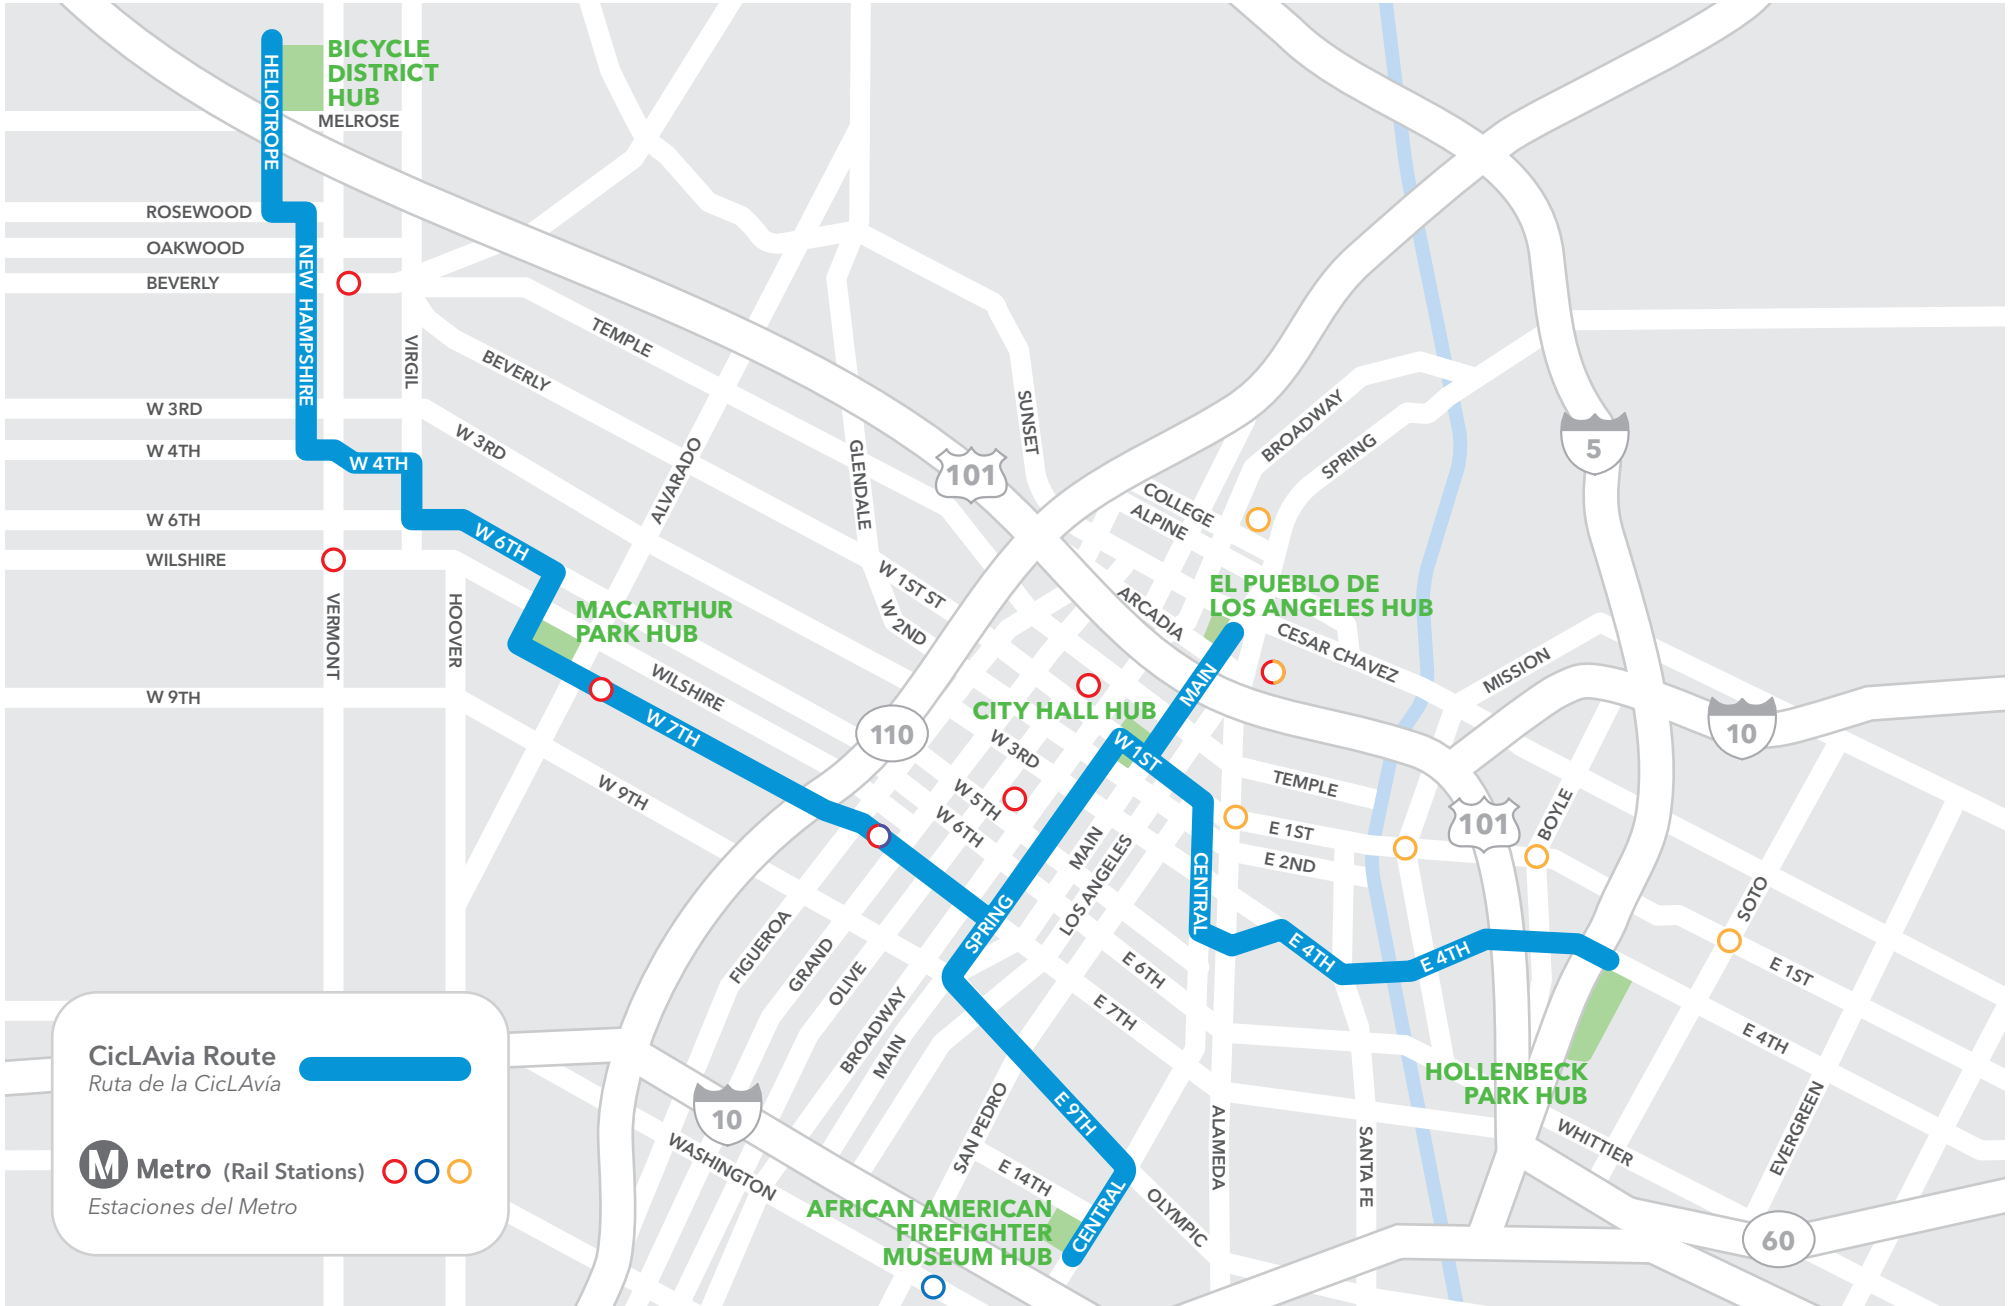 BICYCLE
DISTRICT
HUB
HELIOTROPE
MELROSE
ROSEWOOD
OAKWOOD
BEVERLY
NEW HAMPSHIRE
VIRGIL
TEMPLE
BEVERLY
W 3RD
W 4TH
W 4TH
W 3RD
W 6TH
W 6TH
WILSHIRE
VERMONT
HOOVER
W 9TH
ALVARADO
GLENDALE
SUNSET
101
BROADWAY
SPRING
5
COLLEGE
ALPINE
W 1ST ST
W 2ND
ARCADIA
EL PUEBLO DE
LOS ANGELES HUB
CESAR CHAVEZ
MISSION
MACARTHUR
PARK HUB
WILSHIRE
W 7TH
W 9TH
110
MAIN
CITY HALL HUB
W 1ST
W 3RD
W 5TH
W 6TH
MAIN
LOS ANGELES
TEMPLE
E 1ST
E 2ND
101
BOYLE
10
CENTRAL
SOTO
SPRING
E 4TH
E 4TH
E 1ST
E 4TH
FIGUEROA
GRAND
OLIVE
BROADWAY
MAIN
E 6TH
E 7TH
HOLLENBECK
PARK HUB
EVERGREEN
WHITTIER
E 9TH
SAN PEDRO
ALAMEDA
SANTA FE
10
WASHINGTON
E 14TH
CENTRAL
OLYMPIC
AFRICAN AMERICAN
FIREFIGHTER
MUSEUM HUB
60
CicLAvia Route
Ruta de la CicLAvía
M Metro (Rail Stations)
Estaciones del Metro